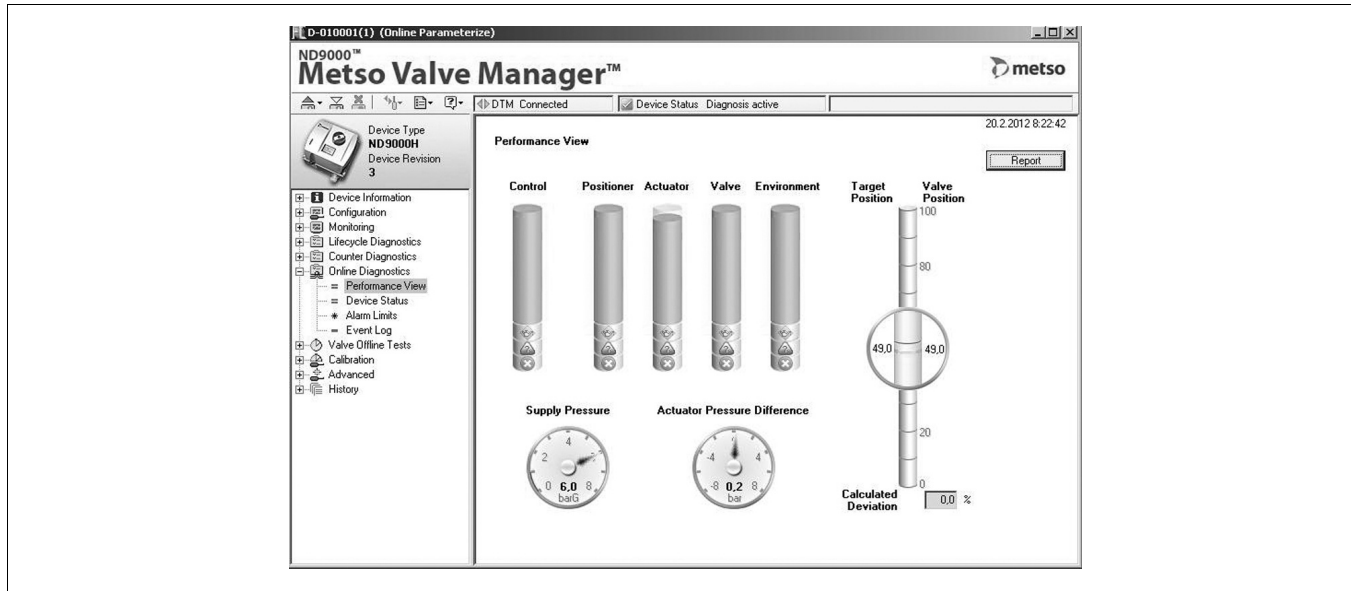 D-010001(1) (Online Parameterize)
ND9000™
Metso Valve Manager™
metso
DTM Connected
Device Status Diagnosis active
Device Type
ND9000H
Device Revision
3
Device Information
Configuration
Monitoring
Lifecycle Diagnostics
Counter Diagnostics
Online Diagnostics
Performance View
Device Status
Alarm Limits
Event Log
Valve Offline Tests
Calibration
Advanced
History
20.2.2012 8:22:42
Performance View
Report
Control Positioner Actuator Valve Environment
Target Position
Valve Position
100
80
49,0 49,0
20
0
Supply Pressure
0 2 4 8
6,0
barG
Actuator Pressure Difference
-8 -4 4 8
0,2
bar
Calculated Deviation
0,0 %